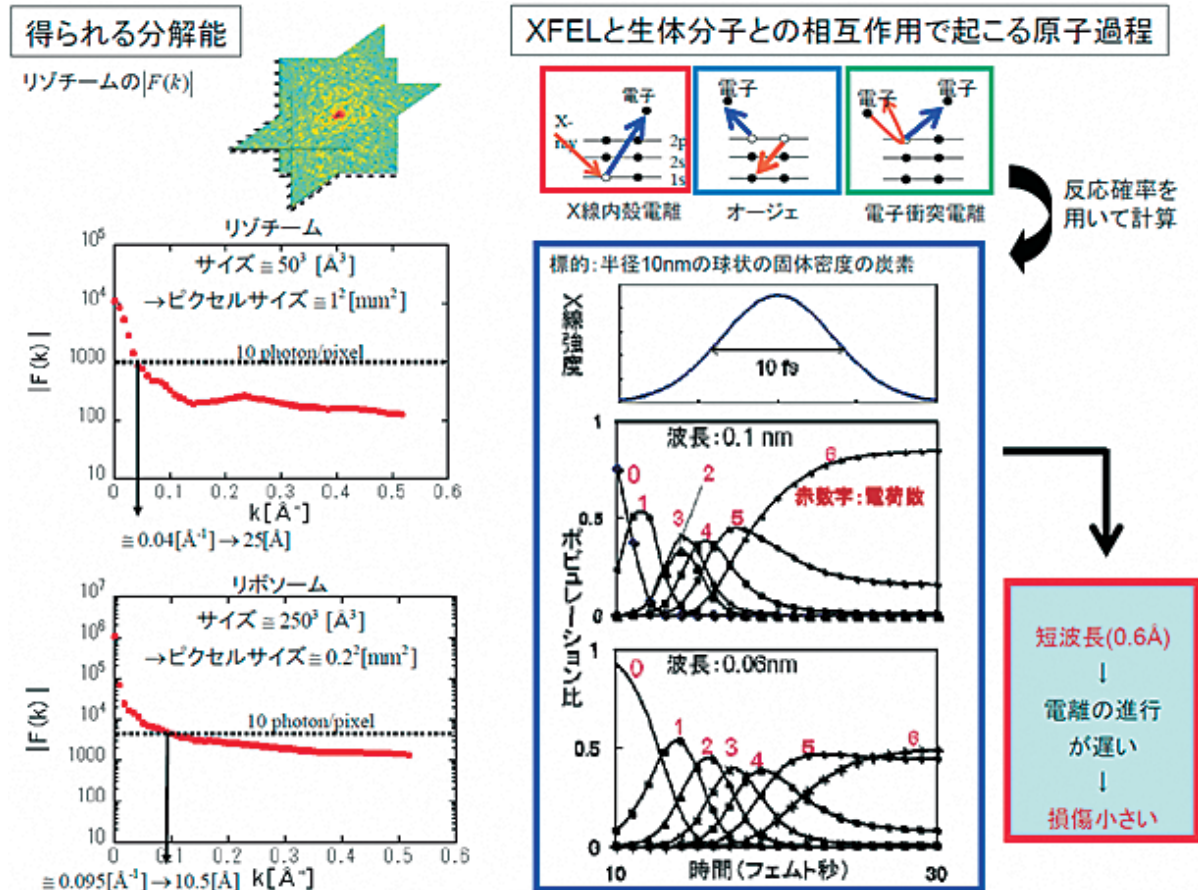 得られる分解能
リゾチームの|F(k)|
リゾチーム
サイズ≅50³ [Å³]
→ピクセルサイズ≅1²[mm²]
10 photon/pixel
|F(k)|
10⁵
10⁴
1000
100
10
0 0.1 0.2 0.3 0.4 0.5 0.6
k[Å⁻]
≅0.04[Å⁻¹]→25[Å]
リボソーム
サイズ≅250³ [Å³]
→ピクセルサイズ≅0.2²[mm²]
10 photon/pixel
|F(k)|
10⁷
10⁶
10⁵
10⁴
1000
100
10
0 0.1 0.2 0.3 0.4 0.5 0.6
k[Å⁻]
≅0.095[Å⁻¹]→10.5[Å]
XFELと生体分子との相互作用で起こる原子過程
X-ray
電子
2p
2s
1s
電子
電子
電子
X線内殻電離
オージェ
電子衝突電離
反応確率を
用いて計算
標的:半径10nmの球状の固体密度の炭素
X線強度
10 fs
ポピュレーション比
波長:0.1 nm
赤数字:電荷数
1
0.5
0
0 1 2 3 4 5 6
波長:0.06nm
1
0.5
0
0 1 2 3 4 5 6
10 時間(フェムト秒) 30
短波長(0.6Å)
↓
電離の進行
が遅い
↓
損傷小さい